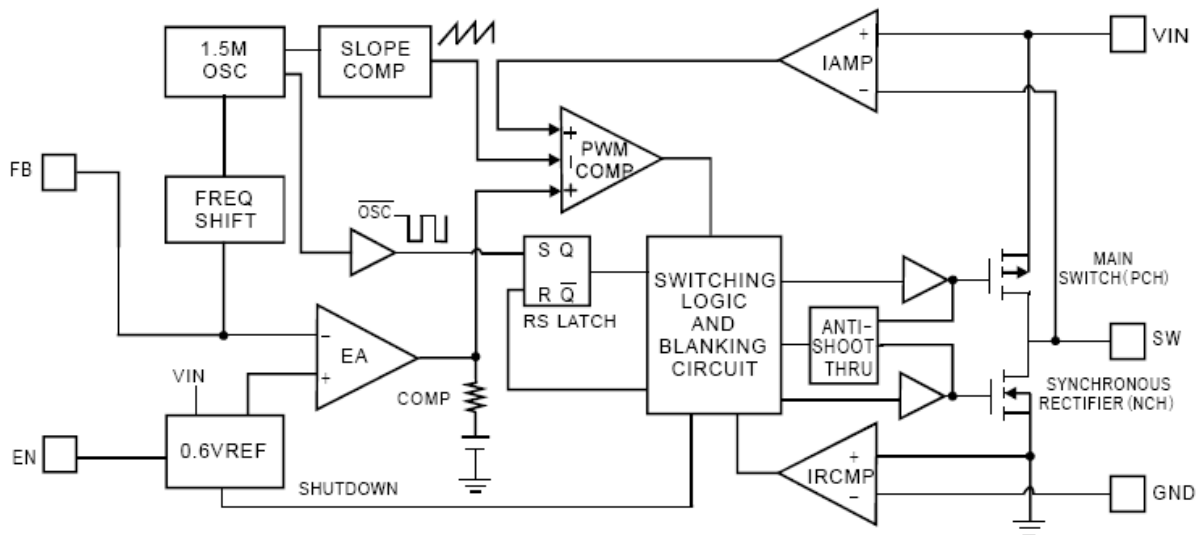 1.5M
OSC
SLOPE
COMP
IAMP
+
−
VIN
FB
FREQ
SHIFT
+
−
+
PWM
COMP
OSC
S Q
R Q
RS LATCH
SWITCHING
LOGIC
AND
BLANKING
CIRCUIT
MAIN
SWITCH(PCH)
ANTI-
SHOOT
THRU
SW
−
+
EA
VIN
COMP
SYNCHRONOUS
RECTIFIER(NCH)
EN
0.6VREF
SHUTDOWN
+
−
IRCMP
GND